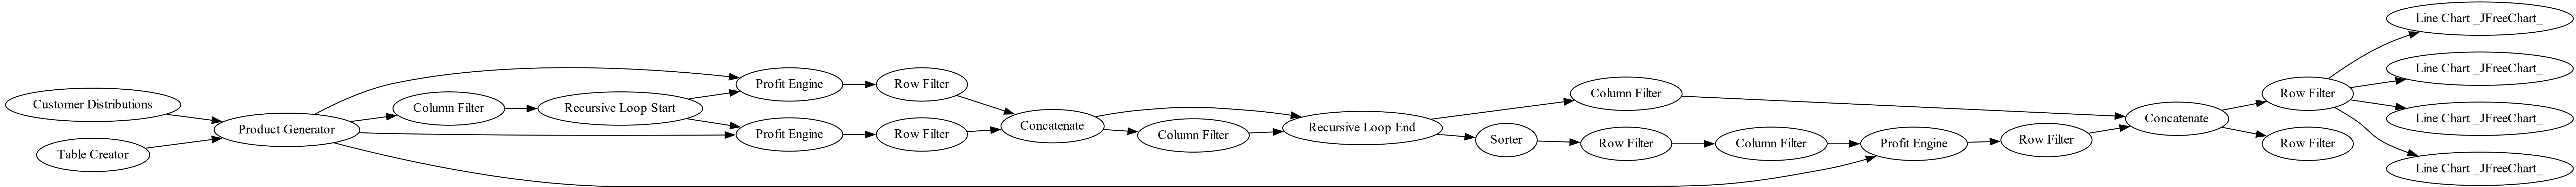 Customer Distributions
Table Creator
Product Generator
Column Filter
Recursive Loop Start
Profit Engine
Profit Engine
Row Filter
Row Filter
Concatenate
Column Filter
Recursive Loop End
Column Filter
Sorter
Row Filter
Column Filter
Profit Engine
Row Filter
Concatenate
Row Filter
Row Filter
Line Chart _JFreeChart_
Line Chart _JFreeChart_
Line Chart _JFreeChart_
Line Chart _JFreeChart_